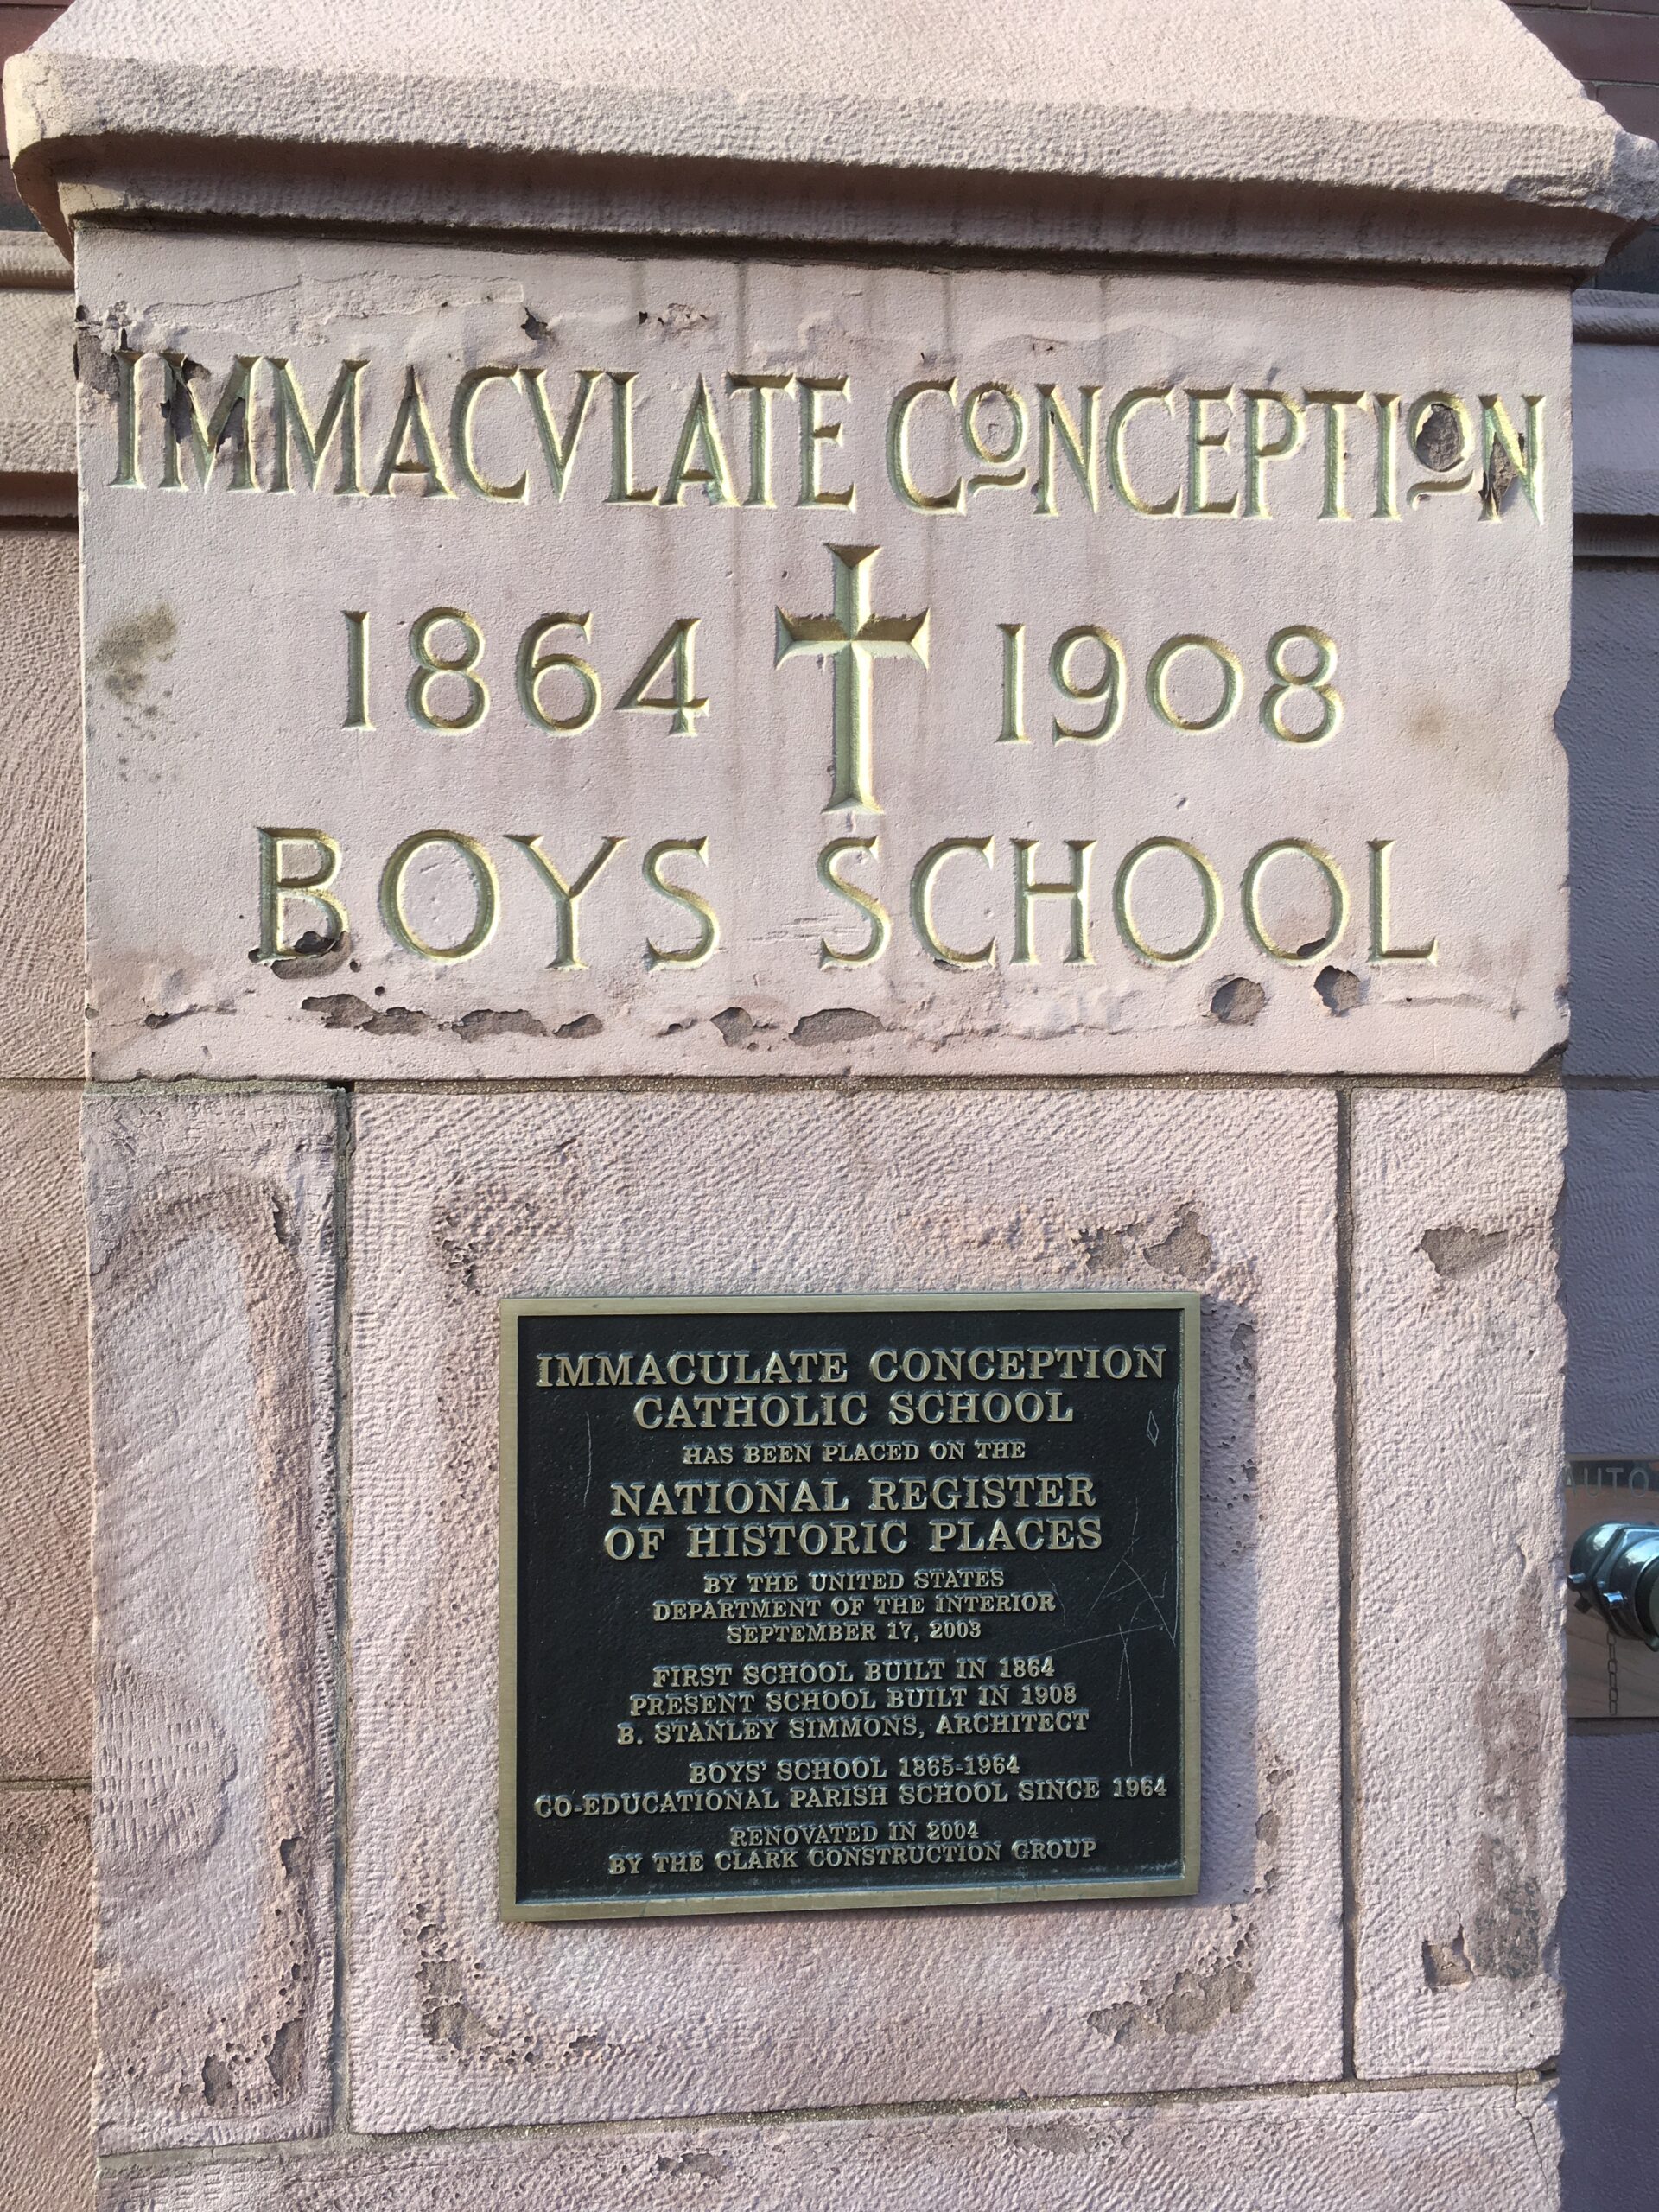 IMMACVLATE CONCEPTION
1864 1908
BOYS SCHOOL
IMMACULATE CONCEPTION
CATHOLIC SCHOOL
HAS BEEN PLACED ON THE
NATIONAL REGISTER
OF HISTORIC PLACES
BY THE UNITED STATES
DEPARTMENT OF THE INTERIOR
SEPTEMBER 17, 2003
FIRST SCHOOL BUILT IN 1864
PRESENT SCHOOL BUILT IN 1908
B. STANLEY SIMMONS, ARCHITECT
BOYS' SCHOOL 1865-1964
CO-EDUCATIONAL PARISH SCHOOL SINCE 1964
RENOVATED IN 2004
BY THE CLARK CONSTRUCTION GROUP
AUTO